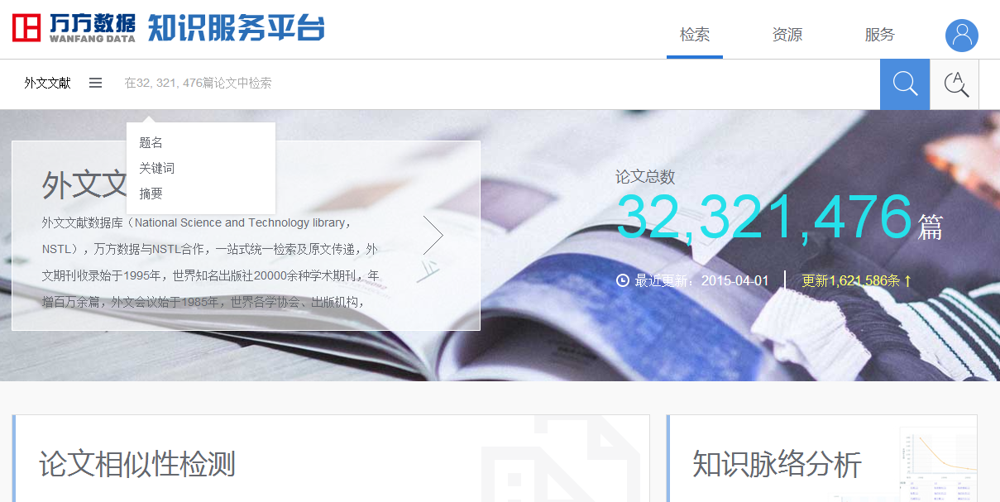 万方数据 知识服务平台
WANFANG DATA
检索 资源 服务
外文文献 在32, 321, 476篇论文中检索
A
题名
关键词
摘要
外文文
外文文献数据库（National Science and Technology library，
NSTL），万方数据与NSTL合作，一站式统一检索及原文传递，外
文期刊收录始于1995年，世界知名出版社20000余种学术期刊，年
增百万余篇，外文会议始于1985年，世界各学协会、出版机构，
论文总数
32,321,476篇
最近更新：2015-04-01 更新1,621,586条↑
论文相似性检测
知识脉络分析